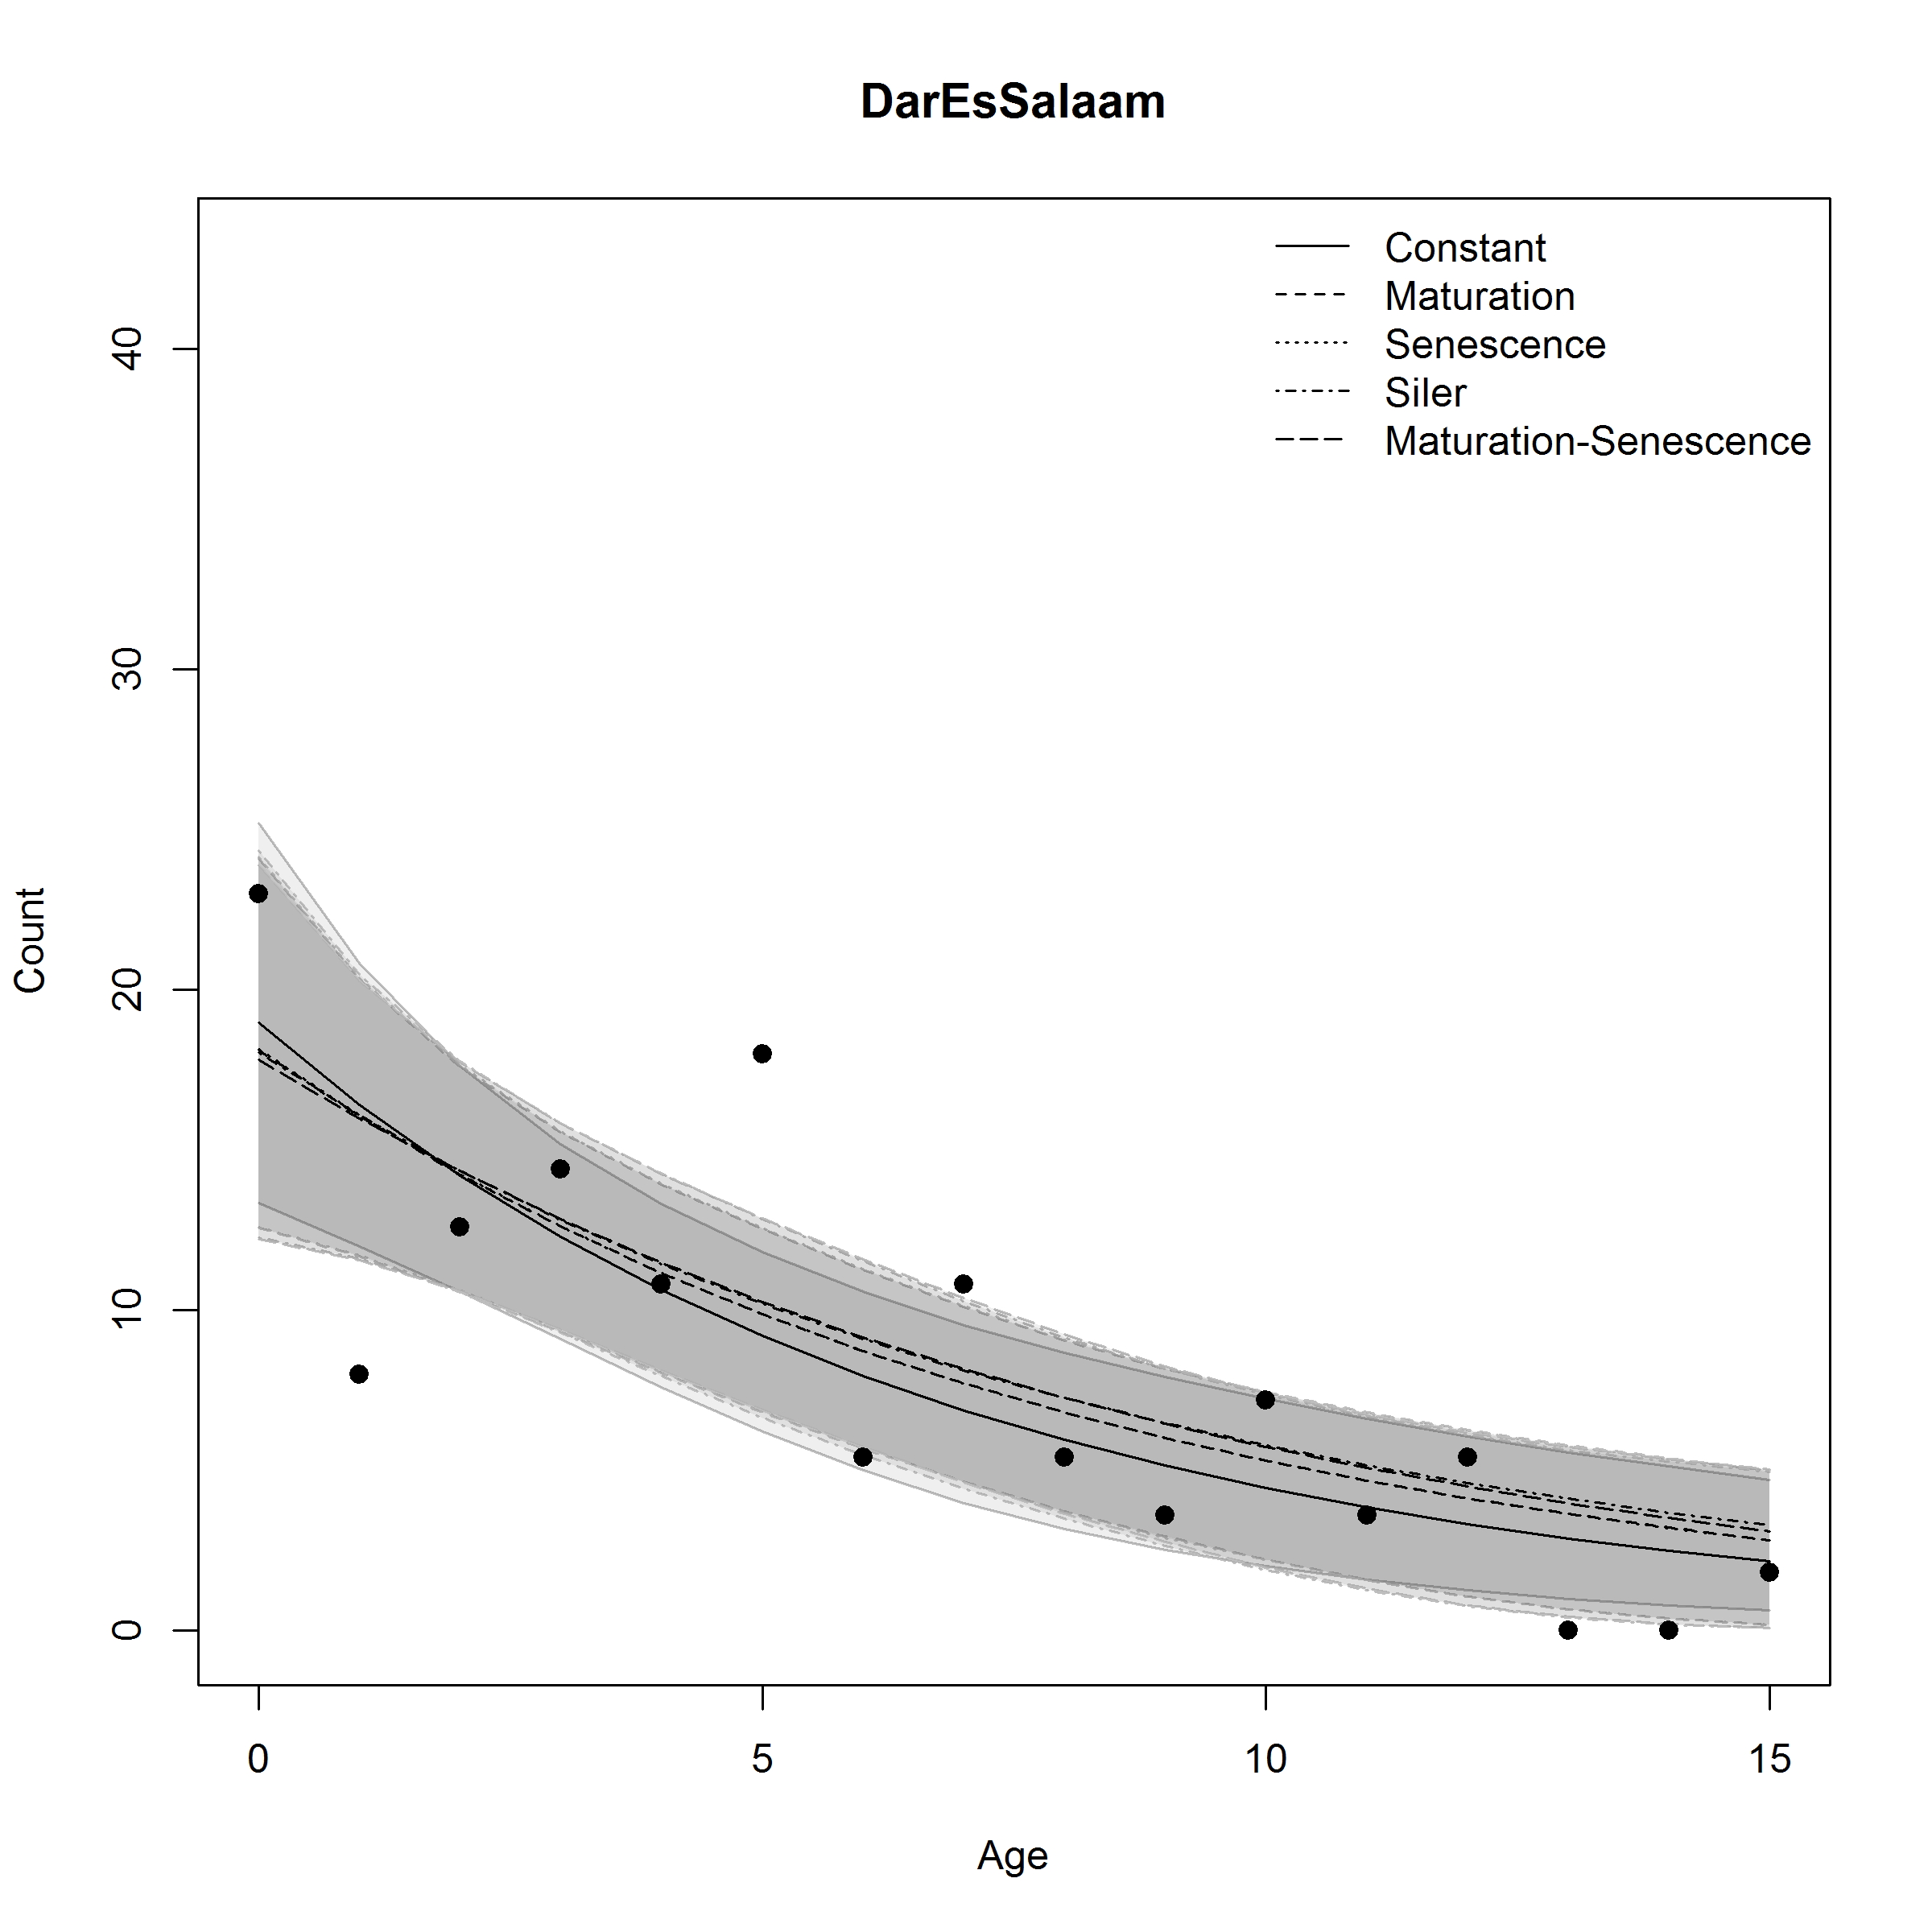 DarEsSalaam
Constant
Maturation
Senescence
Siler
Maturation-Senescence
40
30
20
10
0
Count
0 5 10 15
Age